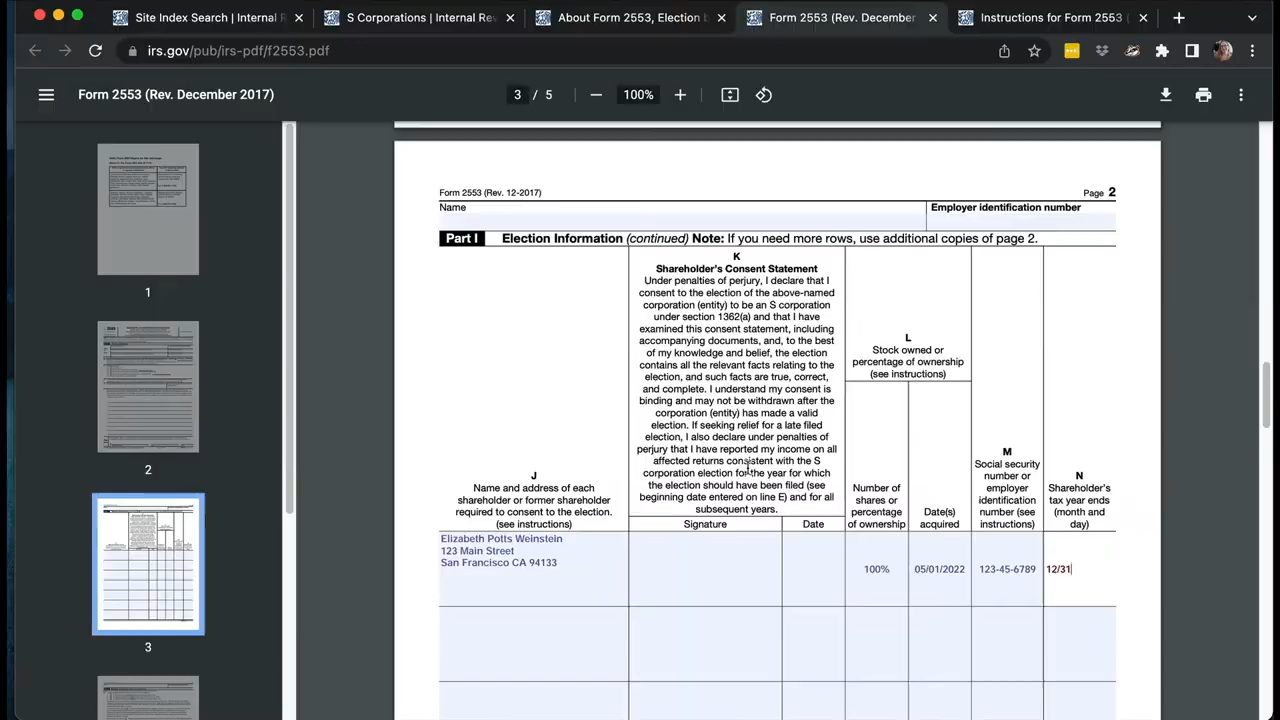 Site Index Search | Internal R
S Corporations | Internal Rev
About Form 2553, Election b
Form 2553 (Rev. December
Instructions for Form 2553 (
irs.gov/pub/irs-pdf/f2553.pdf
Form 2553 (Rev. December 2017)
3 / 5
100%
1
2
3
Form 2553 (Rev. 12-2017)
Page 2
Name
Employer identification number
Part I Election Information (continued) Note: If you need more rows, use additional copies of page 2.
J
Name and address of each
shareholder or former shareholder
required to consent to the election.
(see instructions)
K
Shareholder's Consent Statement
Under penalties of perjury, I declare that I
consent to the election of the above-named
corporation (entity) to be an S corporation
under section 1362(a) and that I have
examined this consent statement, including
accompanying documents, and, to the best
of my knowledge and belief, the election
contains all the relevant facts relating to the
election, and such facts are true, correct,
and complete. I understand my consent is
binding and may not be withdrawn after the
corporation (entity) has made a valid
election. If seeking relief for a late filed
election, I also declare under penalties of
perjury that I have reported my income on all
affected returns consistent with the S
corporation election for the year for which
the election should have been filed (see
beginning date entered on line E) and for all
subsequent years.
Signature
Date
L
Stock owned or
percentage of ownership
(see instructions)
Number of
shares or
percentage
of ownership
Date(s)
acquired
M
Social security
number or
employer
identification
number (see
instructions)
N
Shareholder's
tax year ends
(month and
day)
Elizabeth Potts Weinstein
123 Main Street
San Francisco CA 94133
100%
05/01/2022
123-45-6789
12/31